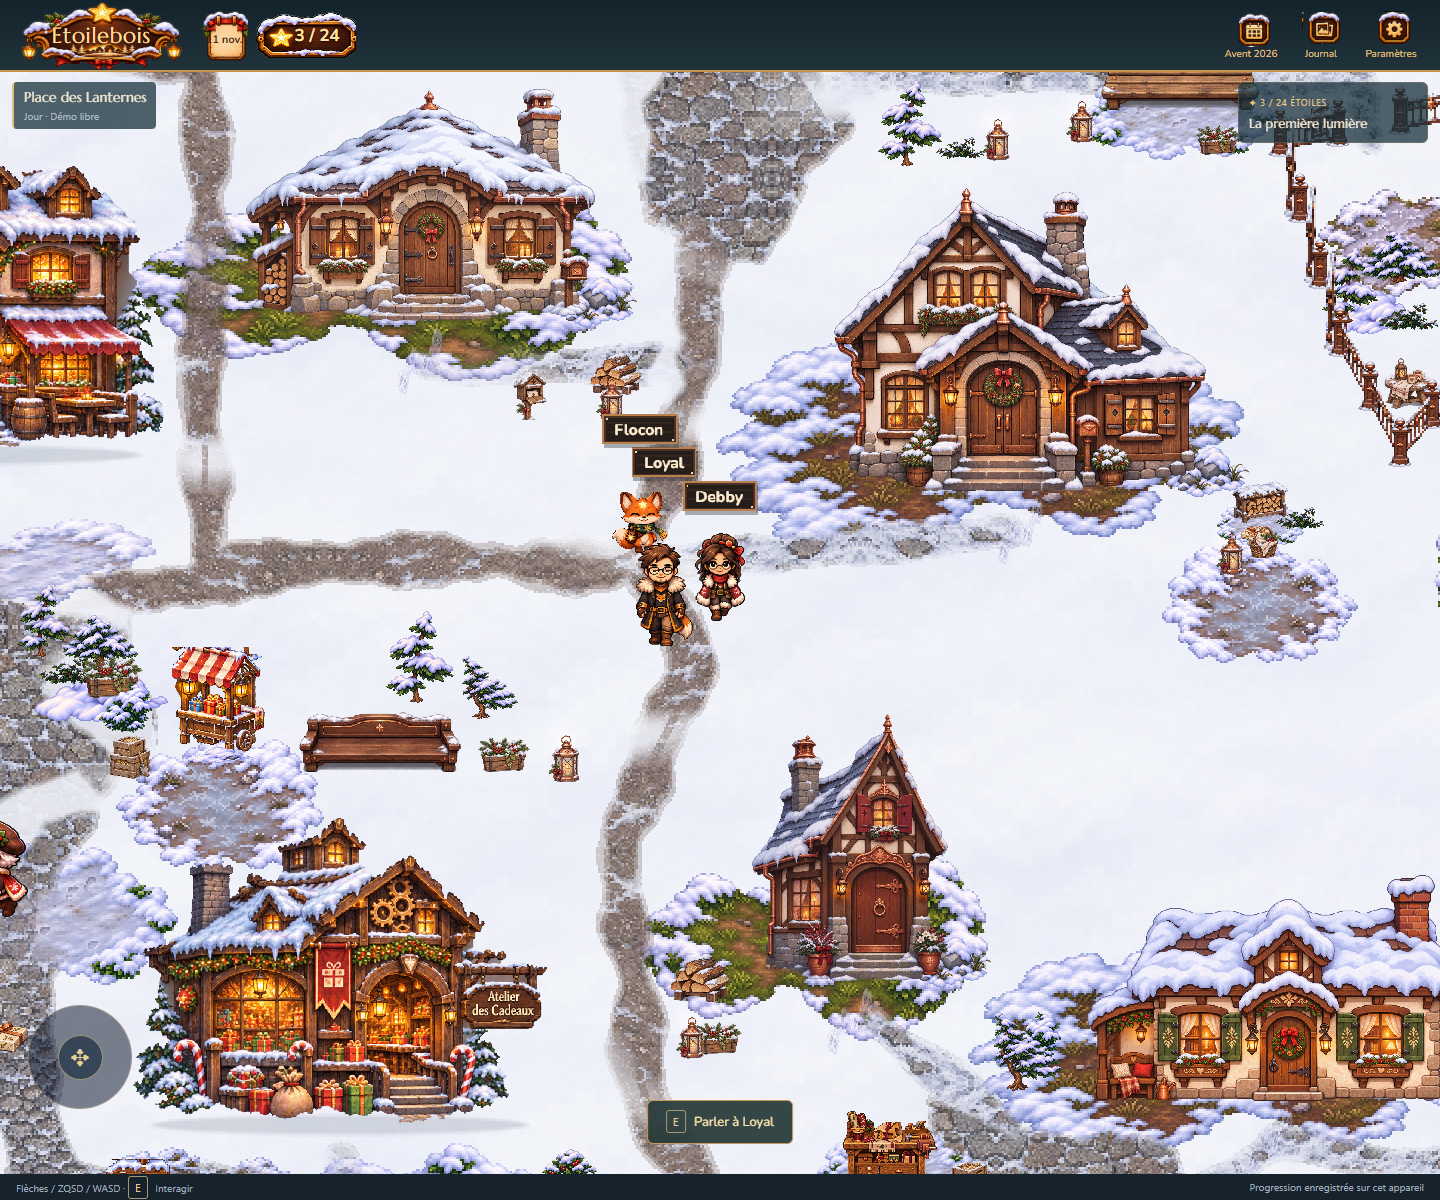 Etoilebois
1 nov.
3 / 24
Avent 2026
Journal
Paramètres
Place des Lanternes
Jour · Démo libre
✦ 3 / 24 ÉTOILES
La première lumière
Flocon
Loyal
Debby
Atelier
des Cadeaux
E Parler à Loyal
Flèches / ZQSD / WASD · E Interagir
Progression enregistrée sur cet appareil